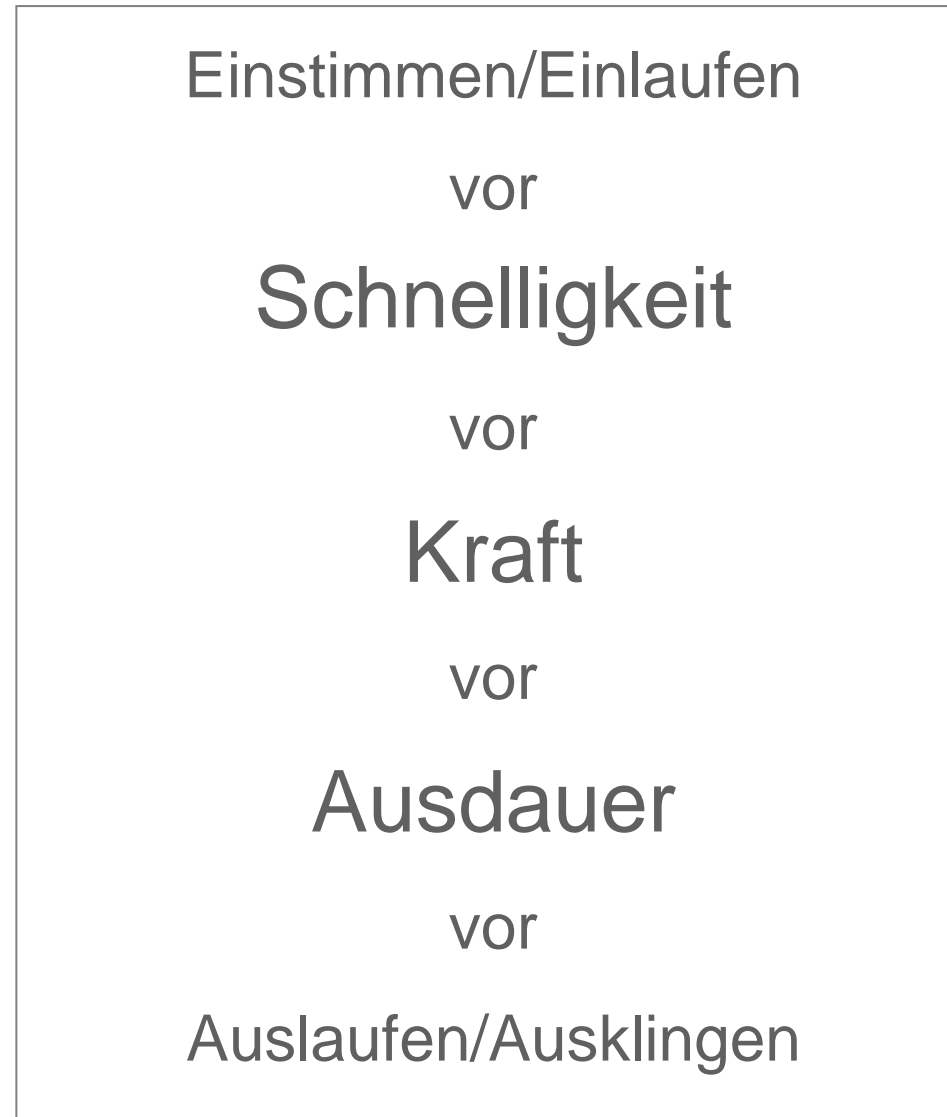 Einstimmen/Einlaufen
vor
Schnelligkeit
vor
Kraft
vor
Ausdauer
vor
Auslaufen/Ausklingen